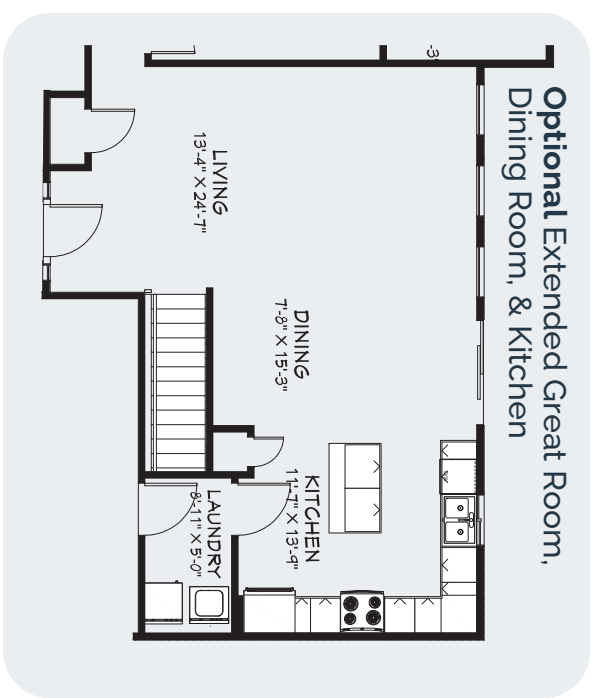 Optional Extended Great Room,
Dining Room, & Kitchen
-3'
LIVING
13'-4" X 24'-7"
DINING
7'-8" X 15'-3"
KITCHEN
11'-7" X 13'-9"
LAUNDRY
8'-11" X 5'-0"